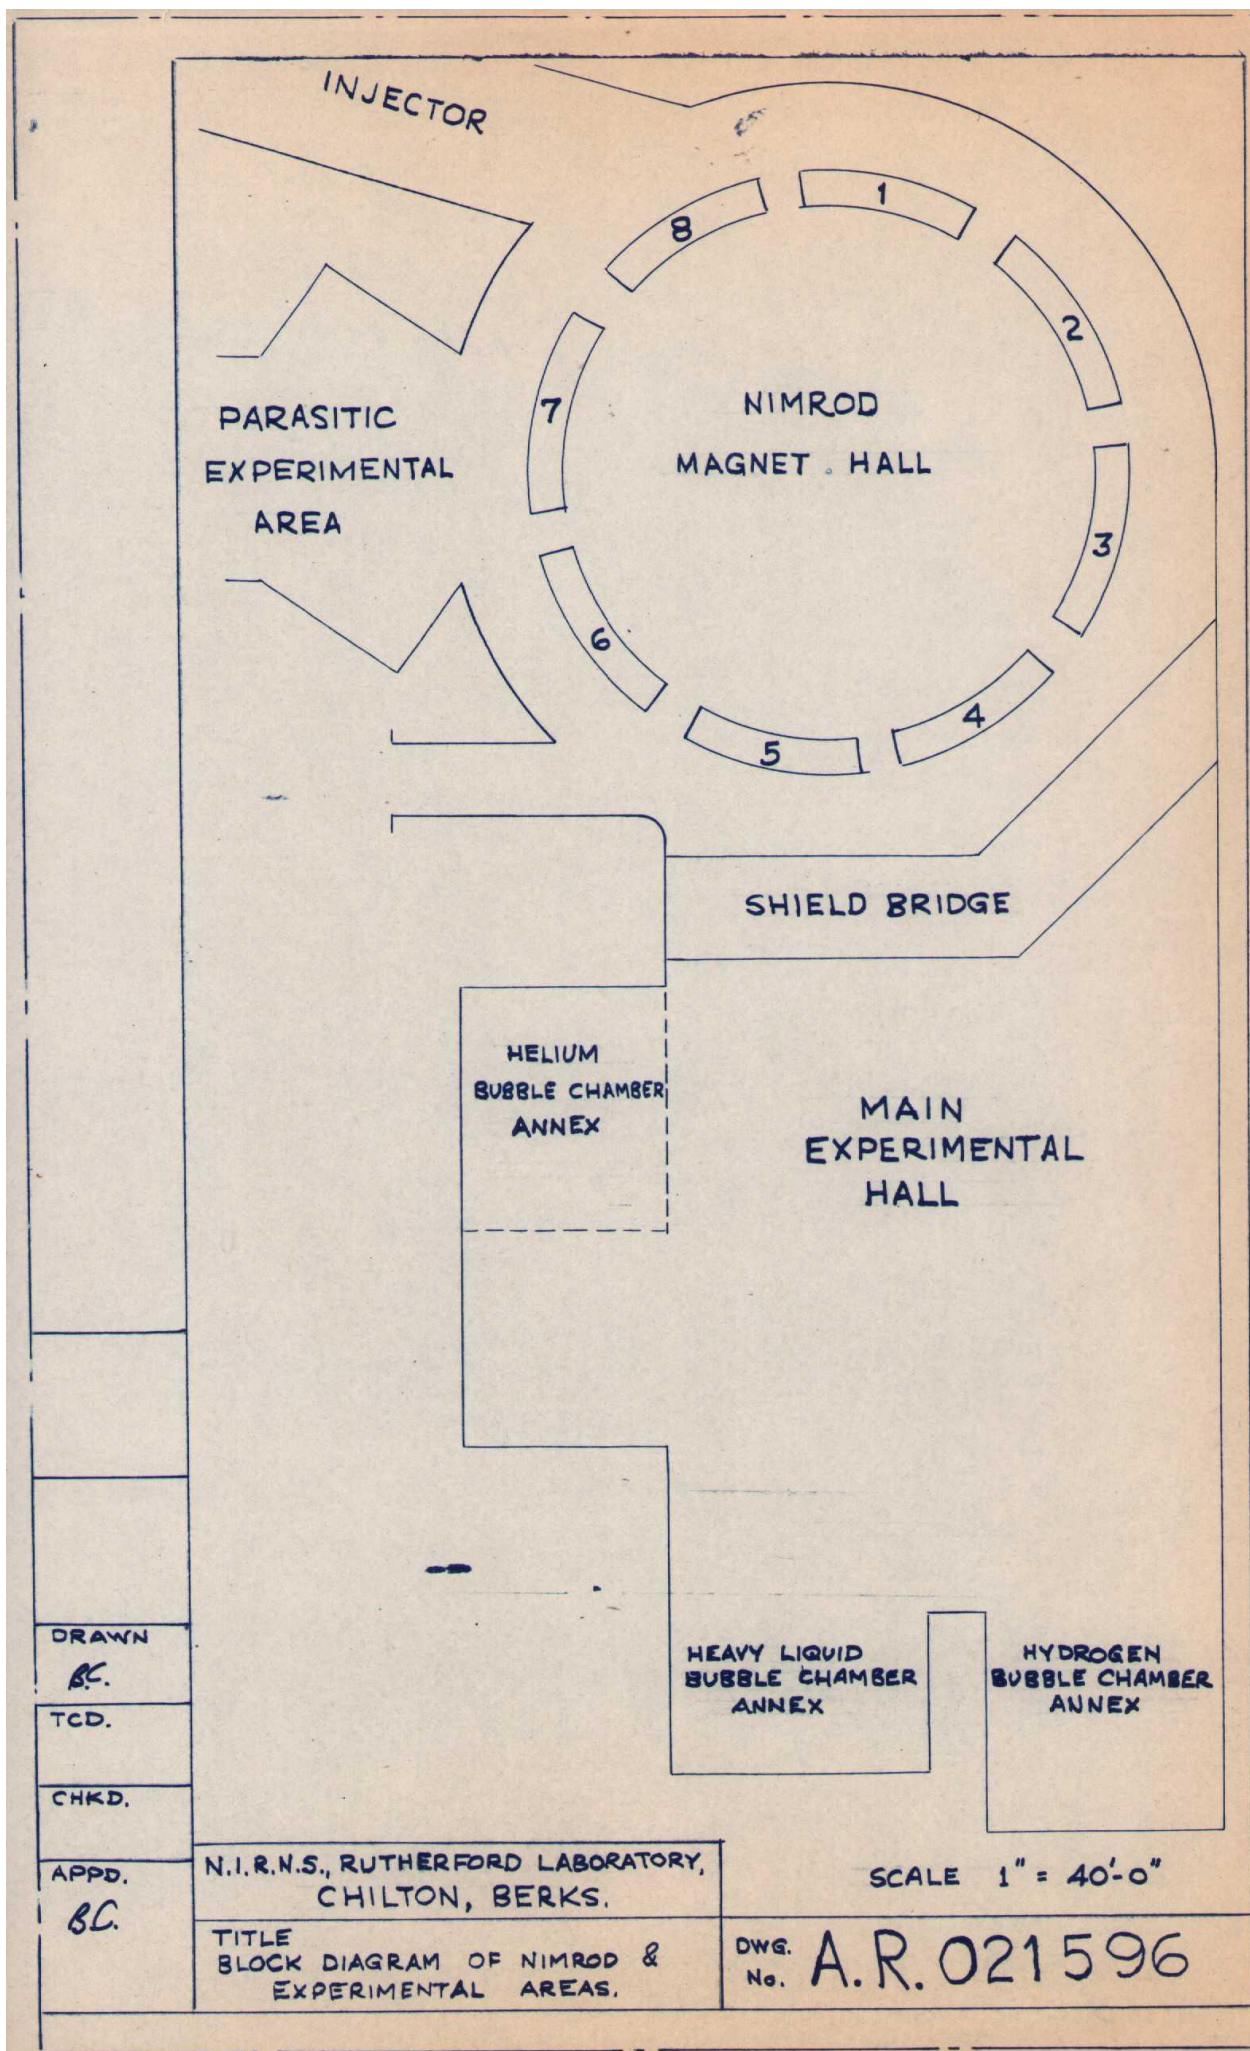 INJECTOR
1
2
3
4
5
6
7
8
NIMROD
MAGNET. HALL
PARASITIC
EXPERIMENTAL
AREA
SHIELD BRIDGE
HELIUM
BUBBLE CHAMBER
ANNEX
MAIN
EXPERIMENTAL
HALL
HEAVY LIQUID
BUBBLE CHAMBER
ANNEX
HYDROGEN
BUBBLE CHAMBER
ANNEX
DRAWN
B.C.
TCD.
CHKD.
APPD.
B.C.
N.I.R.N.S., RUTHERFORD LABORATORY,
CHILTON, BERKS.
SCALE 1" = 40'-0"
TITLE
BLOCK DIAGRAM OF NIMROD &
EXPERIMENTAL AREAS.
DWG.
No. A.R. 021596